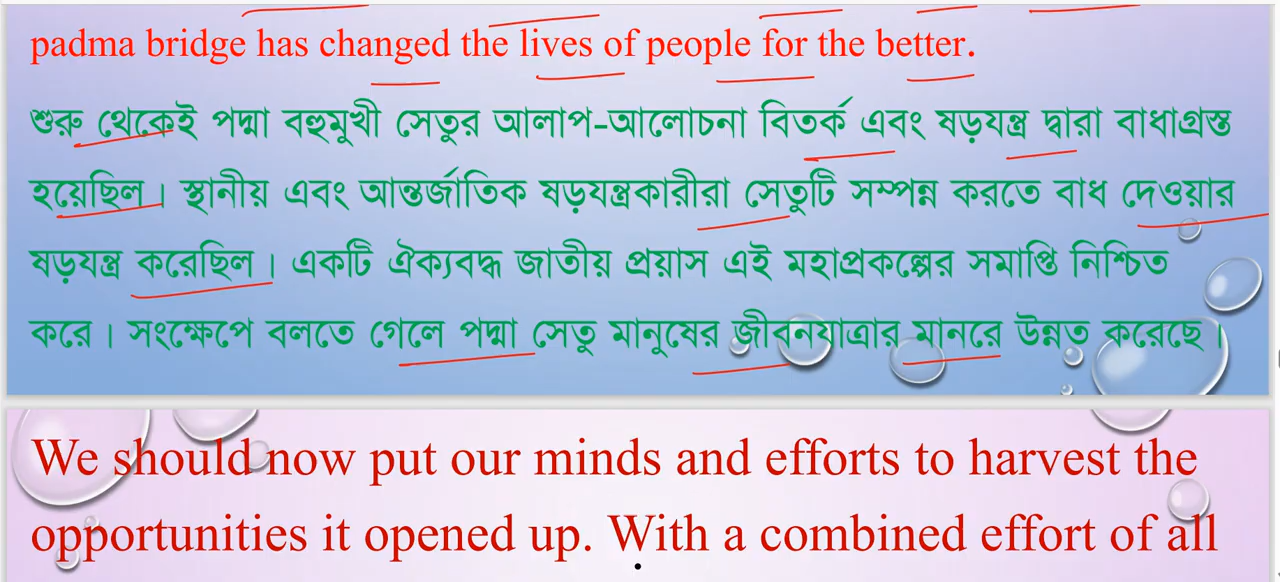 padma bridge has changed the lives of people for the better.
শুরু থেকেই পদ্মা বহুমুখী সেতুর আলাপ-আলোচনা বিতর্ক এবং ষড়যন্ত্র দ্বারা বাধাগ্রস্ত
হয়েছিল। স্থানীয় এবং আন্তর্জাতিক ষড়যন্ত্রকারীরা সেতুটি সম্পন্ন করতে বাধ দেওয়ার
ষড়যন্ত্র করেছিল। একটি ঐক্যবদ্ধ জাতীয় প্রয়াস এই মহাপ্রকল্পের সমাপ্তি নিশ্চিত
করে। সংক্ষেপে বলতে গেলে পদ্মা সেতু মানুষের জীবনযাত্রার মানরে উন্নত করেছে।
We should now put our minds and efforts to harvest the
opportunities it opened up. With a combined effort of all